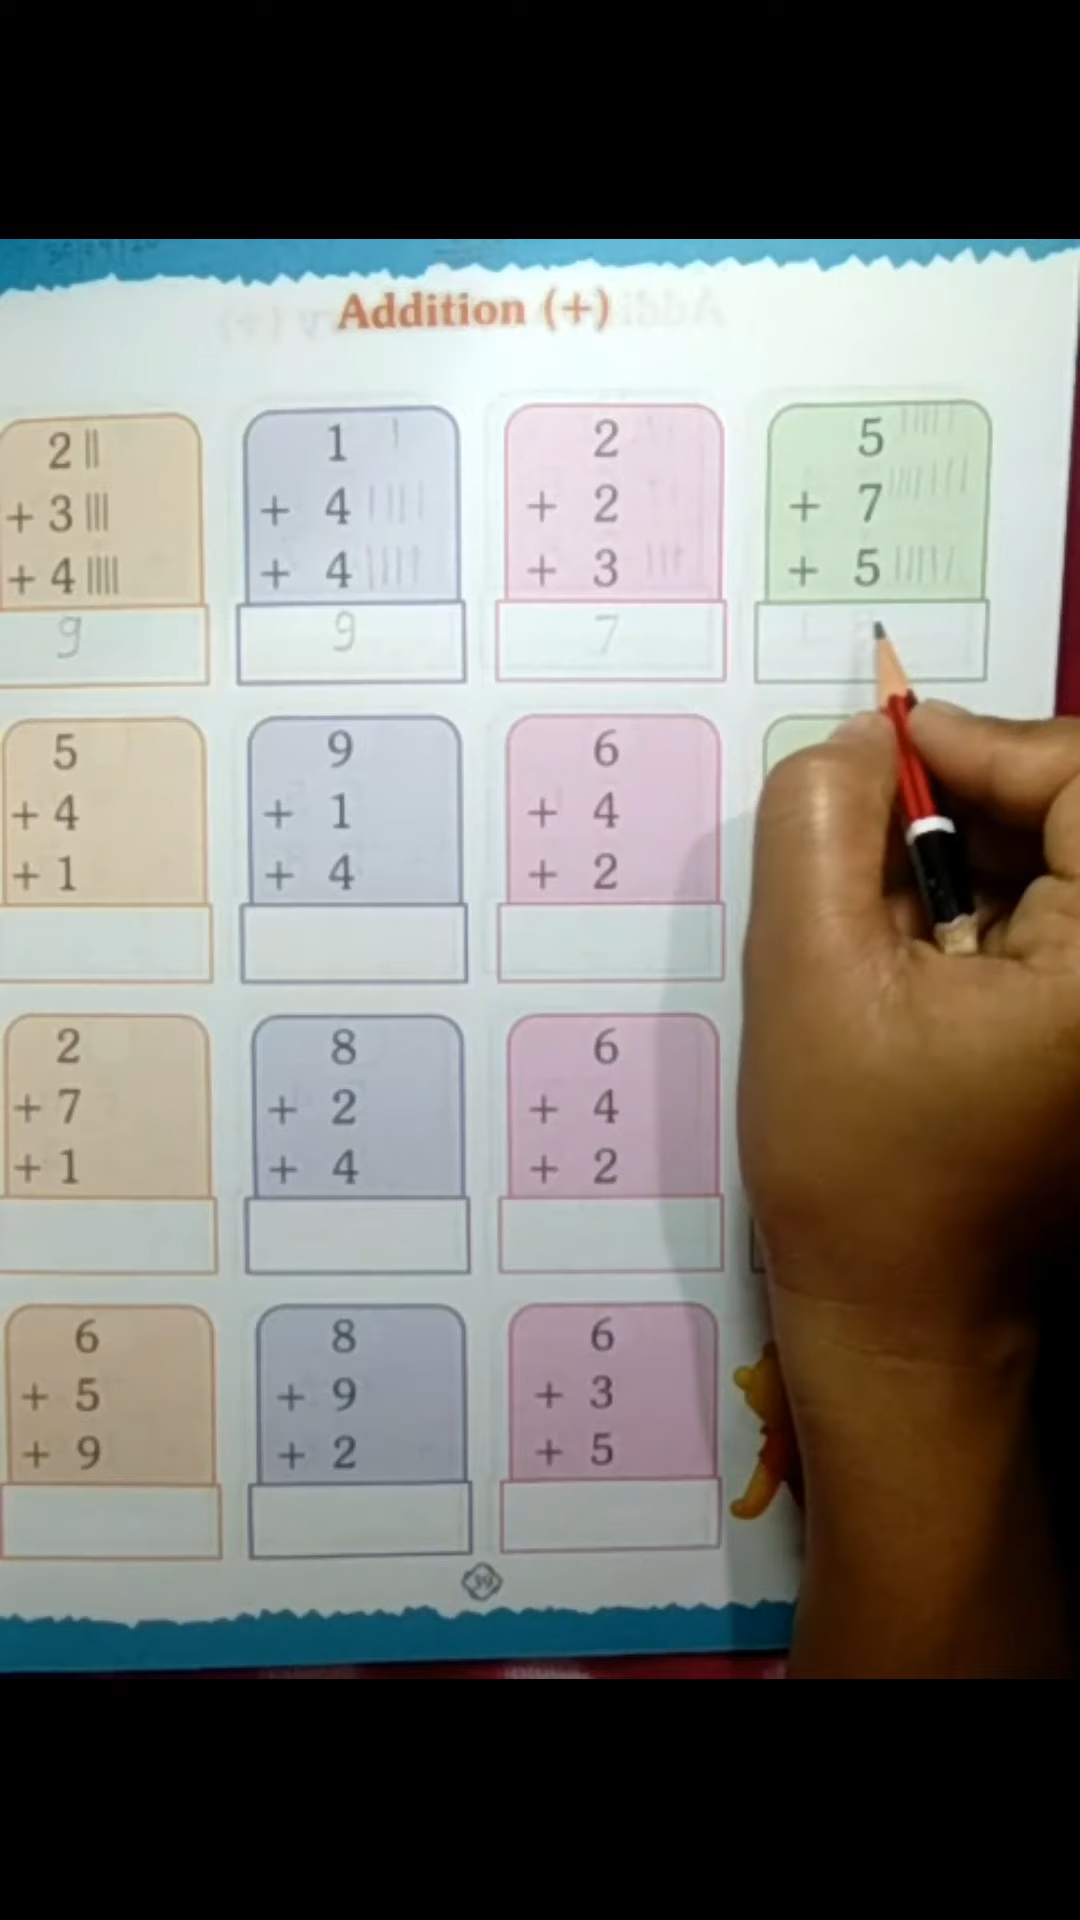 Addition (+)
2 1 2 5
+ 3 + 4 + 2 + 7
+ 4 + 4 + 3 + 5
9 9 7
5 9 6
+ 4 + 1 + 4
+ 1 + 4 + 2
2 8 6
+ 7 + 2 + 4
+ 1 + 4 + 2
6 8 6
+ 5 + 9 + 3
+ 9 + 2 + 5
39